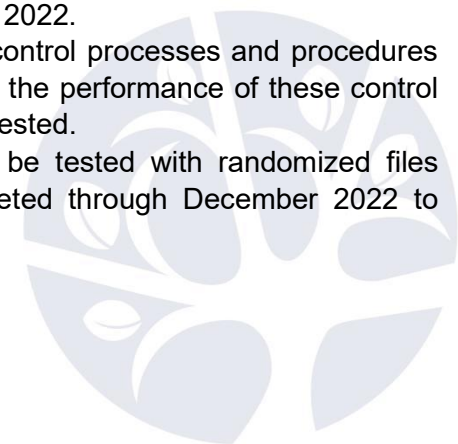 2022.
control processes and procedures
the performance of these control
ested.
be tested with randomized files
eted through December 2022 to